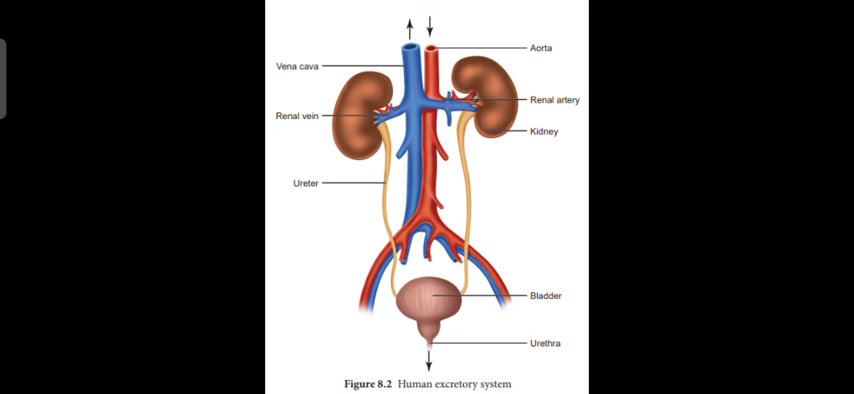 Aorta
Vena cava
Renal artery
Renal vein
Kidney
Ureter
Bladder
Urethra
Figure 8.2 Human excretory system